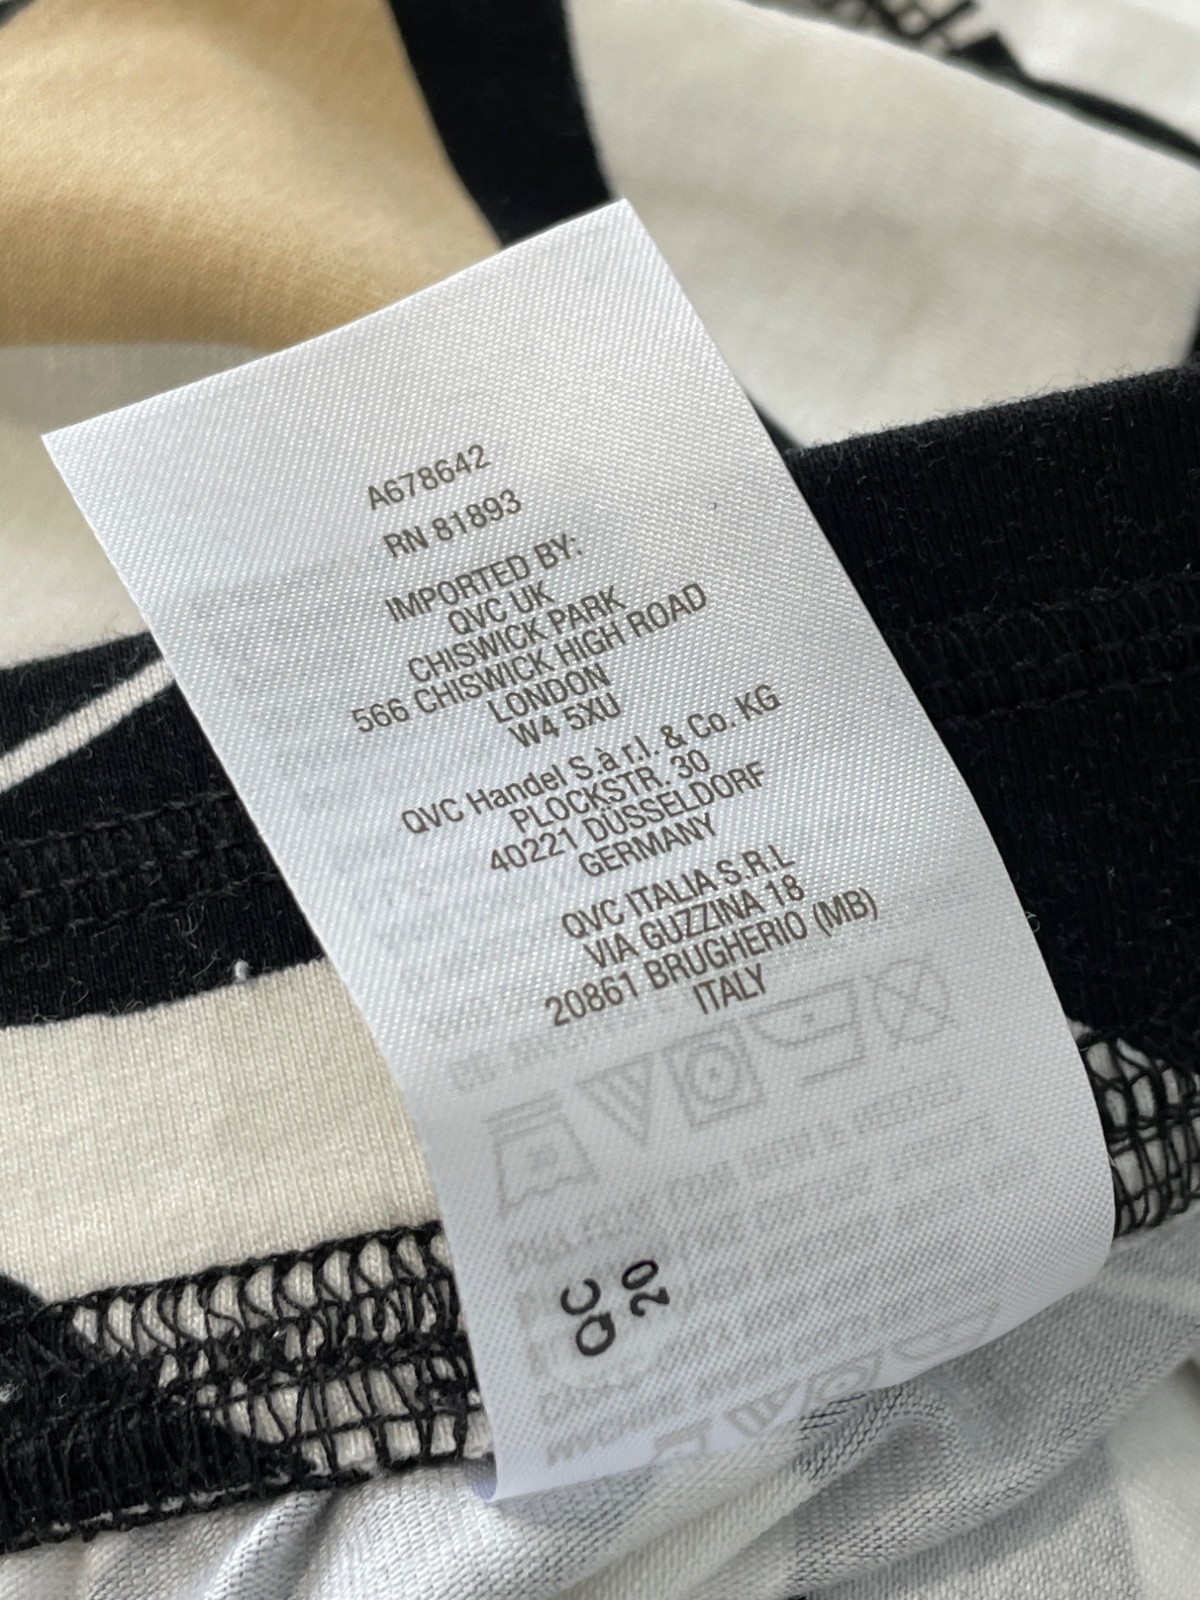 A678642
RN 81893
IMPORTED BY:
QVC UK
CHISWICK PARK
566 CHISWICK HIGH ROAD
LONDON
W4 5XU
QVC Handel S.à r.l. & Co. KG
PLOCKSTR. 30
40221 DÜSSELDORF
GERMANY
QVC ITALIA S.R.L
VIA GUZZINA 18
20861 BRUGHERIO (MB)
ITALY
QC
20